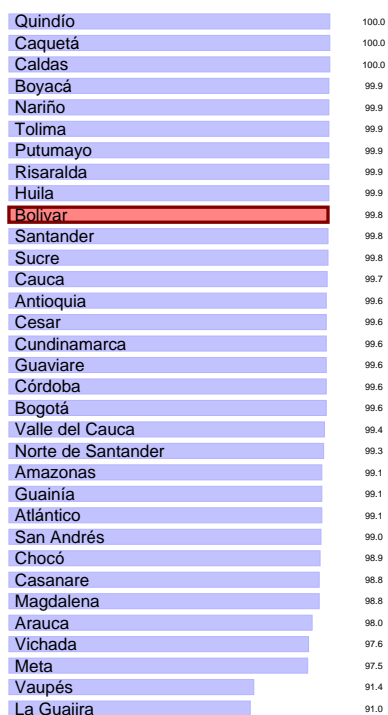 Quindío 100.0
Caquetá 100.0
Caldas 100.0
Boyacá 99.9
Nariño 99.9
Tolima 99.9
Putumayo 99.9
Risaralda 99.9
Huila 99.9
Bolivar 99.8
Santander 99.8
Sucre 99.8
Cauca 99.7
Antioquia 99.6
Cesar 99.6
Cundinamarca 99.6
Guaviare 99.6
Córdoba 99.6
Bogotá 99.6
Valle del Cauca 99.4
Norte de Santander 99.3
Amazonas 99.1
Guainía 99.1
Atlántico 99.1
San Andrés 99.0
Chocó 98.9
Casanare 98.8
Magdalena 98.8
Arauca 98.0
Vichada 97.6
Meta 97.5
Vaupés 91.4
La Guajira 91.0